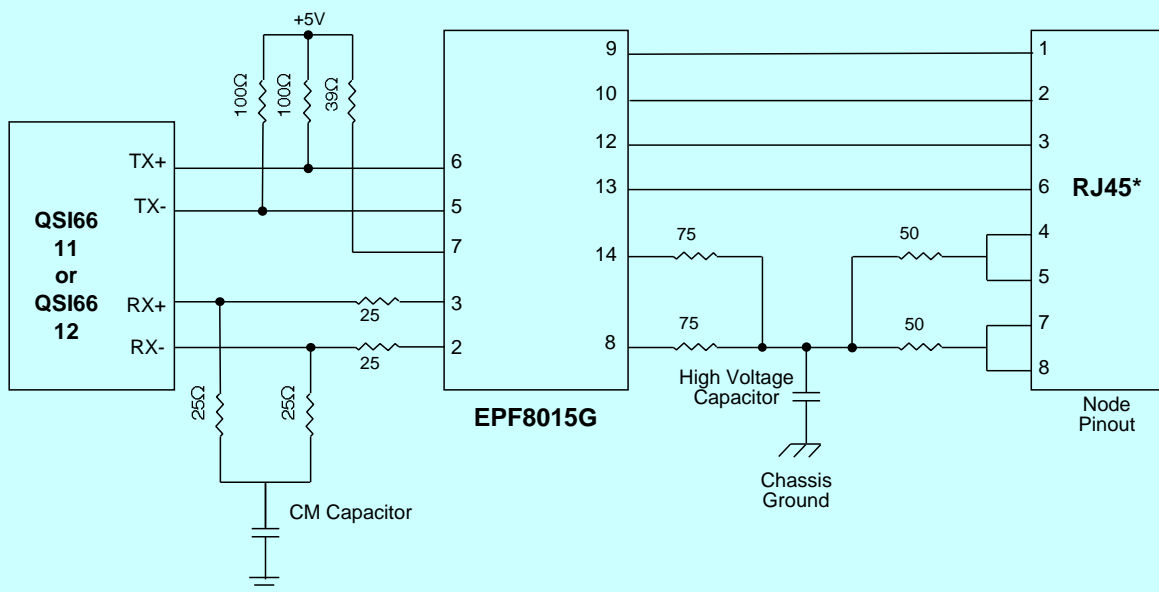 +5V
100Ω
100Ω
39Ω
QSI66
11
or
QSI66
12
TX+
TX-
RX+
RX-
25
25
25Ω
25Ω
CM Capacitor
6
5
7
3
2
EPF8015G
9
10
12
13
14
8
75
75
50
50
High Voltage
Capacitor
Chassis
Ground
1
2
3
6
4
5
7
8
RJ45*
Node
Pinout